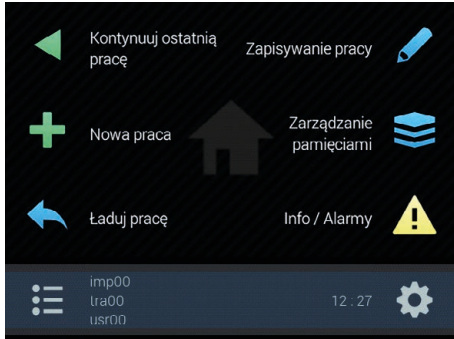 Kontynuuj ostatnią
pracę
Zapisywanie pracy
Nowa praca
Zarządzanie
pamięciami
Ładuj pracę
Info / Alarmy
imp00
tra00
usr00
12 : 27